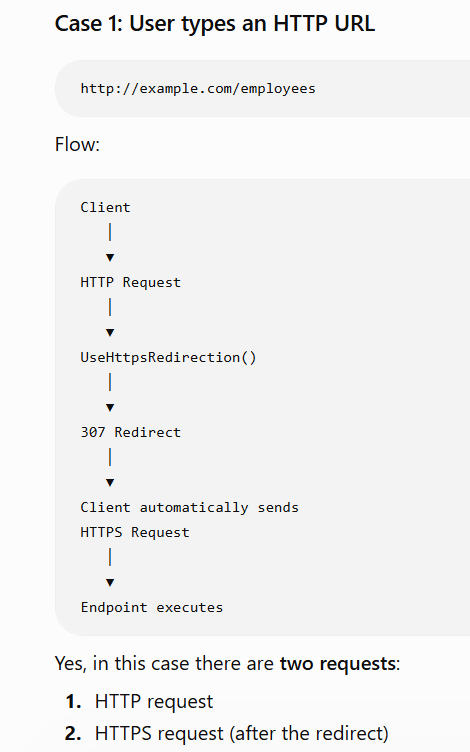 Case 1: User types an HTTP URL
http://example.com/employees
Flow:
Client
│
▼
HTTP Request
│
▼
UseHttpsRedirection()
│
▼
307 Redirect
│
▼
Client automatically sends
HTTPS Request
│
▼
Endpoint executes
Yes, in this case there are two requests:
1. HTTP request
2. HTTPS request (after the redirect)